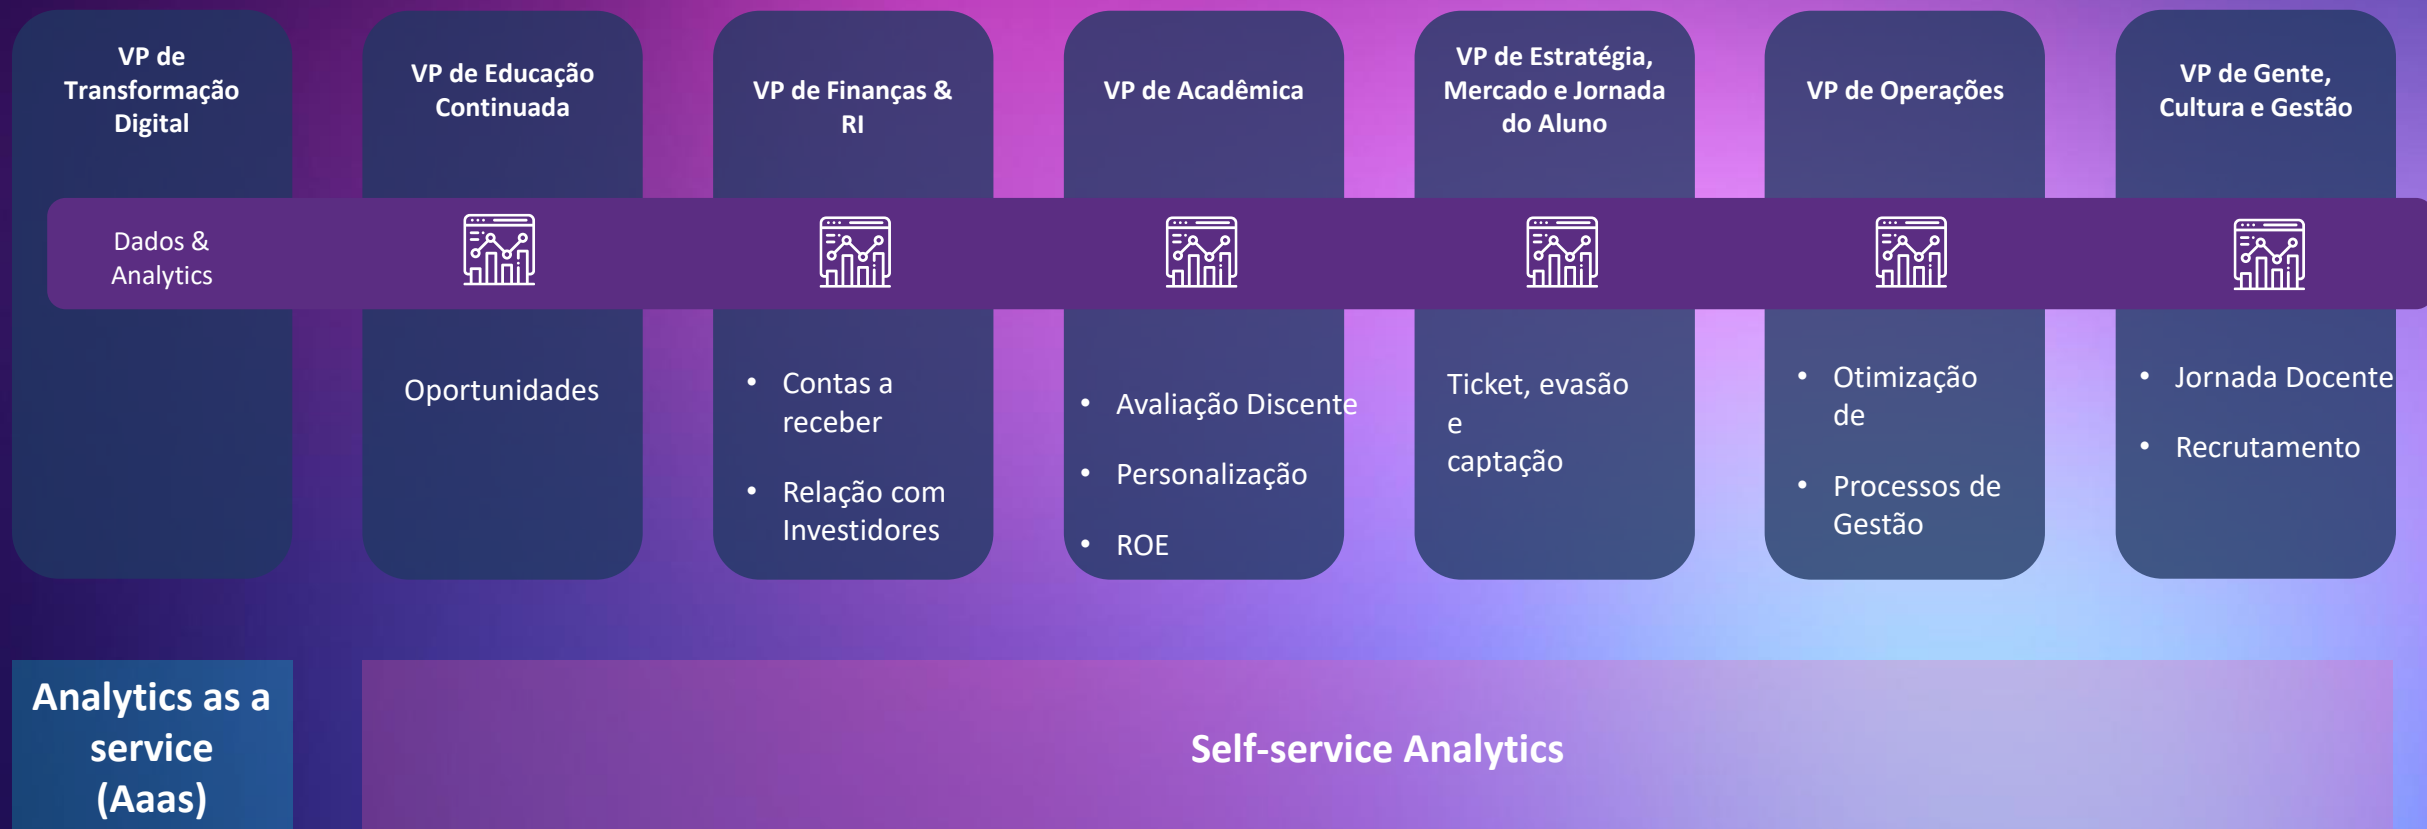 VP de
Transformação
Digital
VP de Educação
Continuada
VP de Finanças &
RI
VP de Acadêmica
VP de Estratégia,
Mercado e Jornada
do Aluno
VP de Operações
VP de Gente,
Cultura e Gestão
Dados &
Analytics
Oportunidades
• Contas a
receber
• Relação com
Investidores
• Avaliação Discente
• Personalização
• ROE
Ticket, evasão
e
captação
• Otimização
de
• Processos de
Gestão
• Jornada Docente
• Recrutamento
Analytics as a
service
(Aaas)
Self-service Analytics